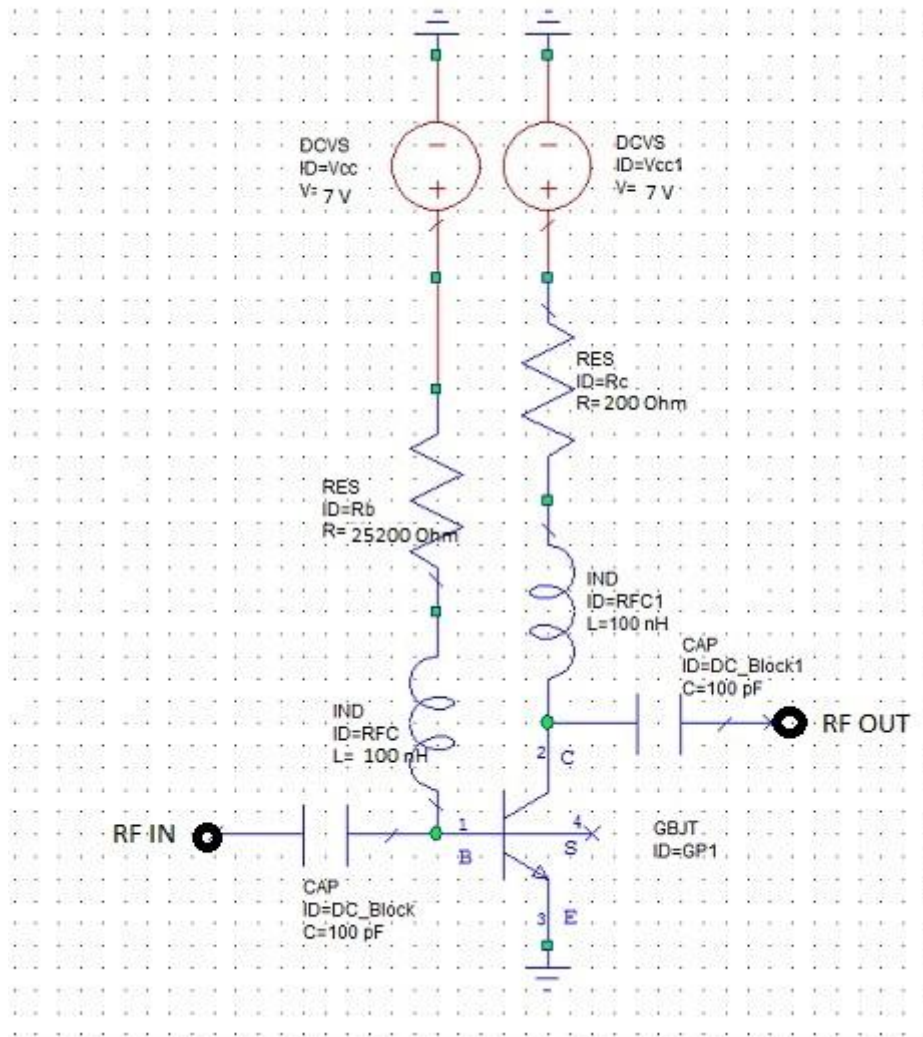 DCVS
ID=Vcc
V= 7 V
DCVS
ID=Vcc1
V= 7 V
RES
ID=Rc
R= 200 Ohm
RES
ID=Rb
R= 25200 Ohm
IND
ID=RFC1
L=100 nH
CAP
ID=DC_Block1
C=100 pF
IND
ID=RFC
L= 100 nH
RF OUT
2
C
RF IN
1
B
4
S
GBJT
ID=GP1
CAP
ID=DC_Block
C=100 pF
3
E